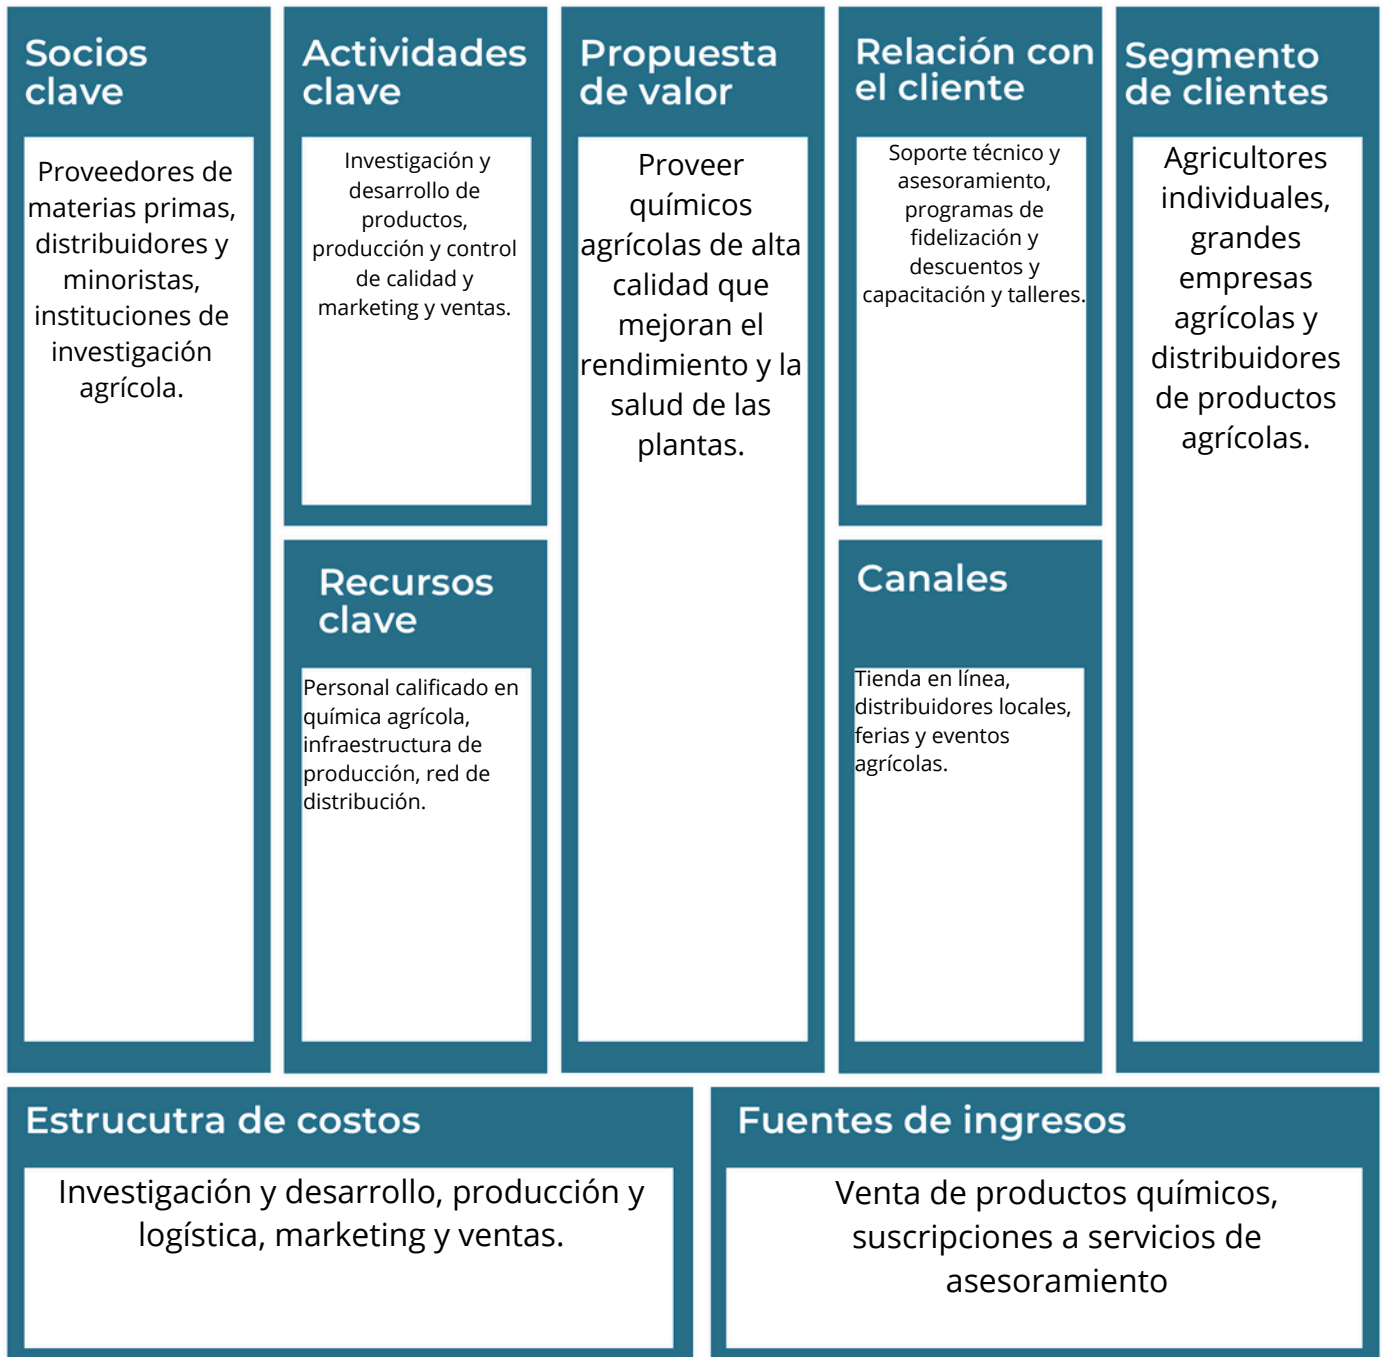 Socios
clave
Proveedores de
materias primas,
distribuidores y
minoristas,
instituciones de
investigación
agrícola.
Actividades
clave
Investigación y
desarrollo de
productos,
producción y control
de calidad y
marketing y ventas.
Recursos
clave
Personal calificado en
química agrícola,
infraestructura de
producción, red de
distribución.
Propuesta
de valor
Proveer
químicos
agrícolas de alta
calidad que
mejoran el
rendimiento y la
salud de las
plantas.
Relación con
el cliente
Soporte técnico y
asesoramiento,
programas de
fidelización y
descuentos y
capacitación y talleres.
Canales
Tienda en línea,
distribuidores locales,
ferias y eventos
agrícolas.
Segmento
de clientes
Agricultores
individuales,
grandes
empresas
agrícolas y
distribuidores
de productos
agrícolas.
Estrucutra de costos
Investigación y desarrollo, producción y
logística, marketing y ventas.
Fuentes de ingresos
Venta de productos químicos,
suscripciones a servicios de
asesoramiento